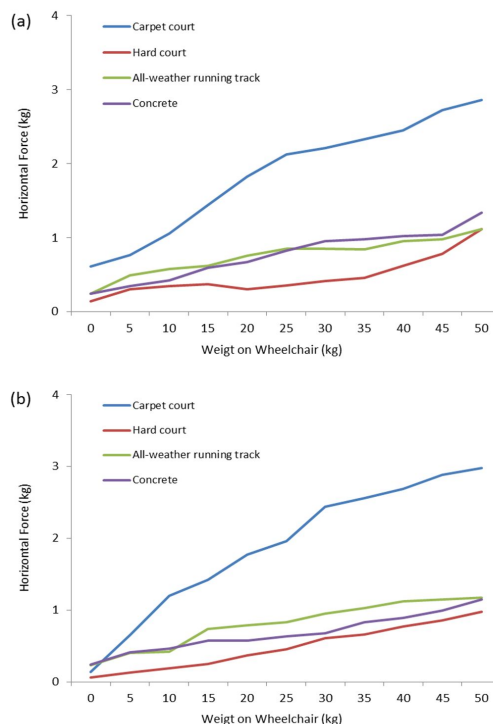 (a)
4
3
2
1
0
Horizontal Force (kg)
Carpet court
Hard court
All-weather running track
Concrete
0 5 10 15 20 25 30 35 40 45 50
Weigt on Wheelchair (kg)
(b)
4
3
2
1
0
Horizontal Force (kg)
Carpet court
Hard court
All-weather running track
Concrete
0 5 10 15 20 25 30 35 40 45 50
Weigt on Wheelchair (kg)